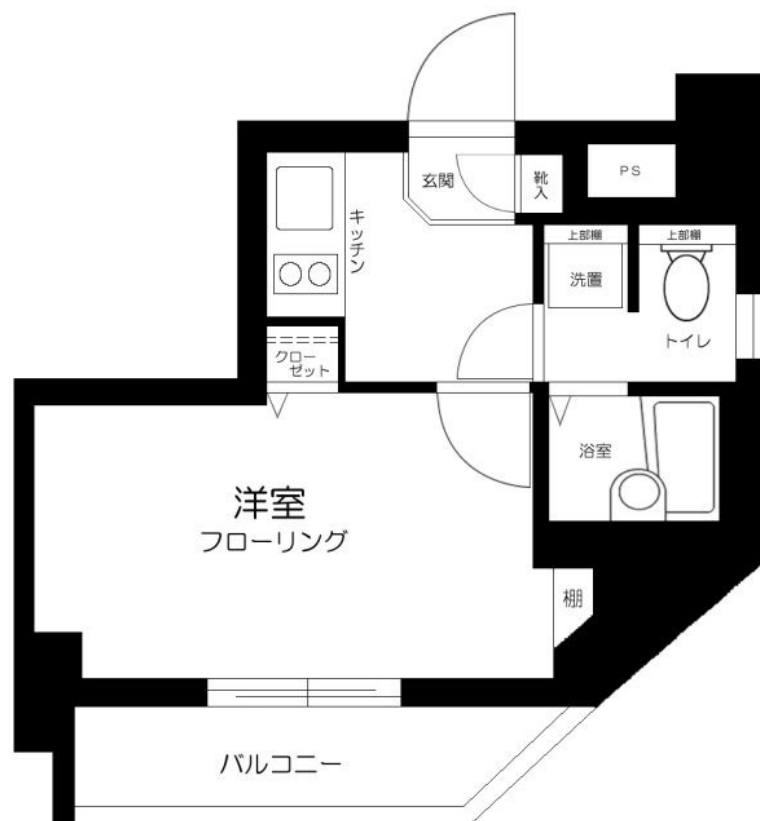 玄関
靴入
PS
キッチン
上部棚
洗置
上部棚
トイレ
クローゼット
浴室
洋室
フローリング
棚
バルコニー